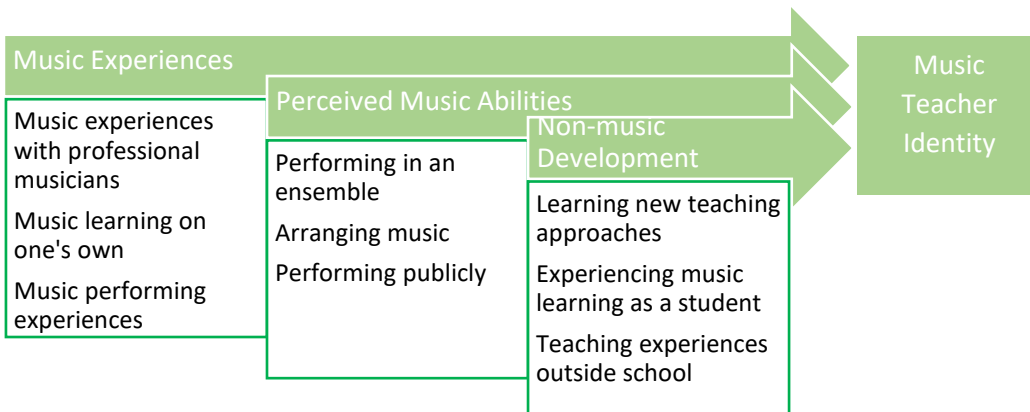 Music Experiences
Music experiences
with professional
musicians
Music learning on
one's own
Music performing
experiences
Perceived Music Abilities
Performing in an
ensemble
Arranging music
Performing publicly
Non-music
Development
Learning new teaching
approaches
Experiencing music
learning as a student
Teaching experiences
outside school
Music
Teacher
Identity